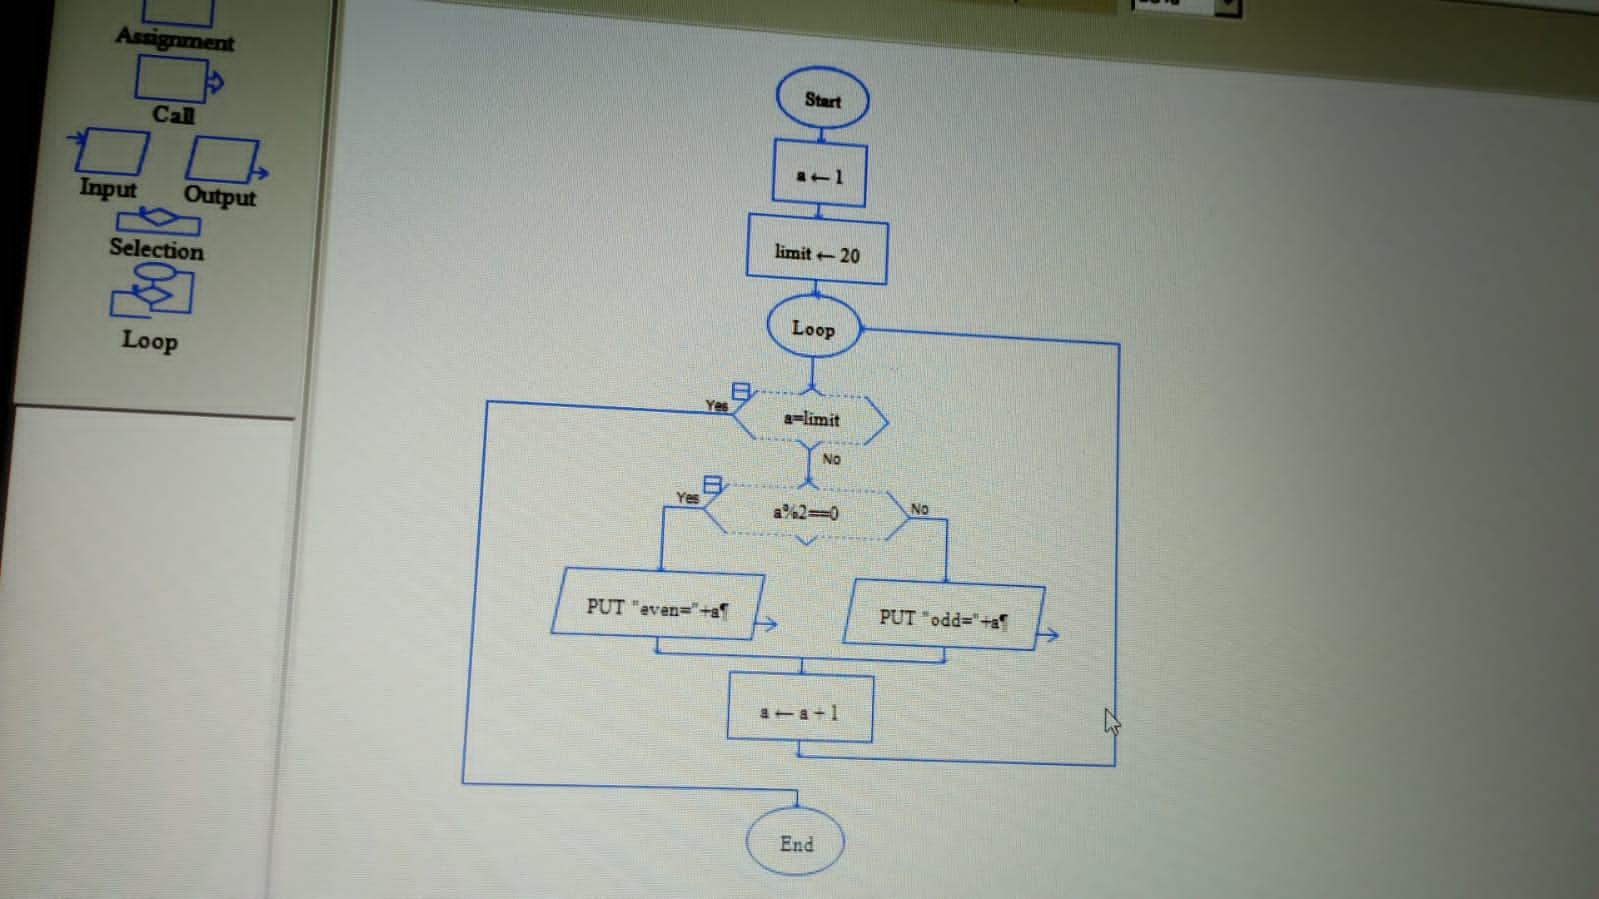 Assignment
Call
Input
Output
Selection
Loop
Start
a ← 1
limit ← 20
Loop
Yes
a=limit
No
Yes
a%2==0
No
PUT "even="+a¶
PUT "odd="+a¶
a ← a + 1
End